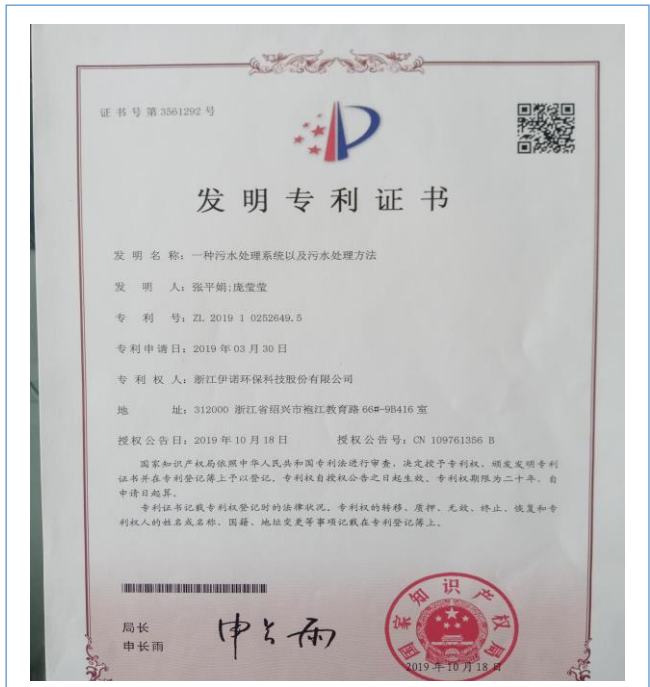 证书号第3561292号
发明专利证书
发明名称：一种污水处理系统以及污水处理方法
发明人：张平娟;庞莹莹
专利号：ZL 2019 1 0252649.5
专利申请日：2019年03月30日
专利权人：浙江伊诺环保科技股份有限公司
地址：312000 浙江省绍兴市袍江教育路66#-9B416室
授权公告日：2019年10月18日 授权公告号：CN 109761356 B
国家知识产权局依照中华人民共和国专利法进行审查，决定授予专利权，颁发发明专利
证书并在专利登记簿上予以登记。专利权自授权公告之日起生效。专利权期限为二十年，自
申请日起算。
专利证书记载专利权登记时的法律状况。专利权的转移、质押、无效、终止、恢复和专
利权人的姓名或名称、国籍、地址变更等事项记载在专利登记簿上。
局长
申长雨
申长雨
国家知识产权局
2019年10月18日